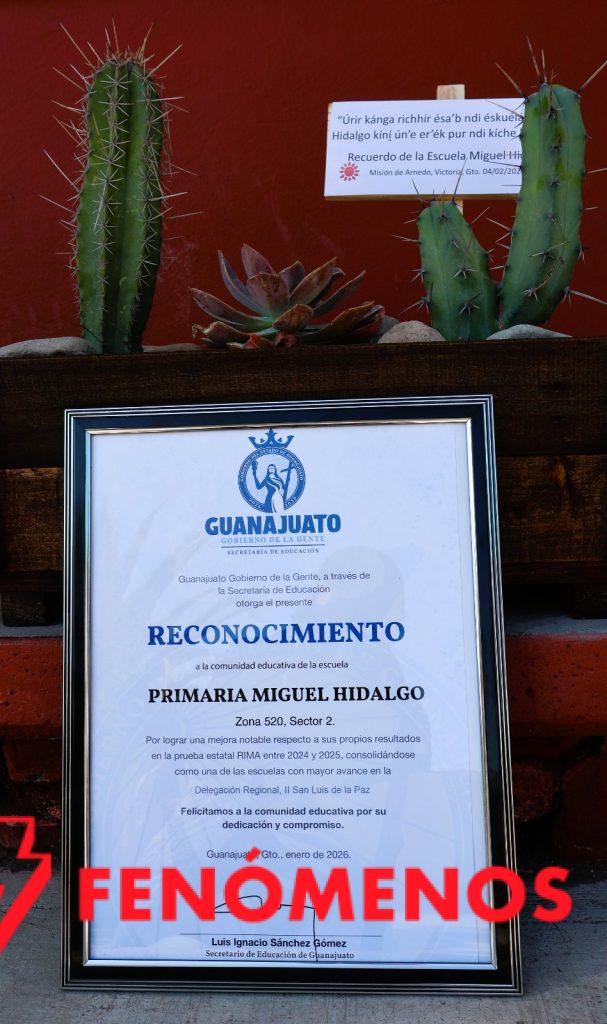 “Úrir kánga richhír ésa’b ndi éskuela
Hidalgo kíní ún’e er’ék pur ndi kíche
Recuerdo de la Escuela Miguel
Misión de Arnedo, Victoria, Gto. 04/02/
GUANAJUATO
GOBIERNO DE LA GENTE
SECRETARÍA DE EDUCACIÓN
Guanajuato Gobierno de la Gente, a través de
la Secretaría de Educación
otorga el presente
RECONOCIMIENTO
a la comunidad educativa de la escuela
PRIMARIA MIGUEL HIDALGO
Zona 520, Sector 2.
Por lograr una mejora notable respecto a sus propios resultados
en la prueba estatal RIMA entre 2024 y 2025, consolidándose
como una de las escuelas con mayor avance en la
Delegación Regional, II San Luis de la Paz
Felicitamos a la comunidad educativa por su
dedicación y compromiso.
Guanajuato, Gto., enero de 2026.
FENÓMENOS
Luis Ignacio Sánchez Gómez
Secretario de Educación de Guanajuato